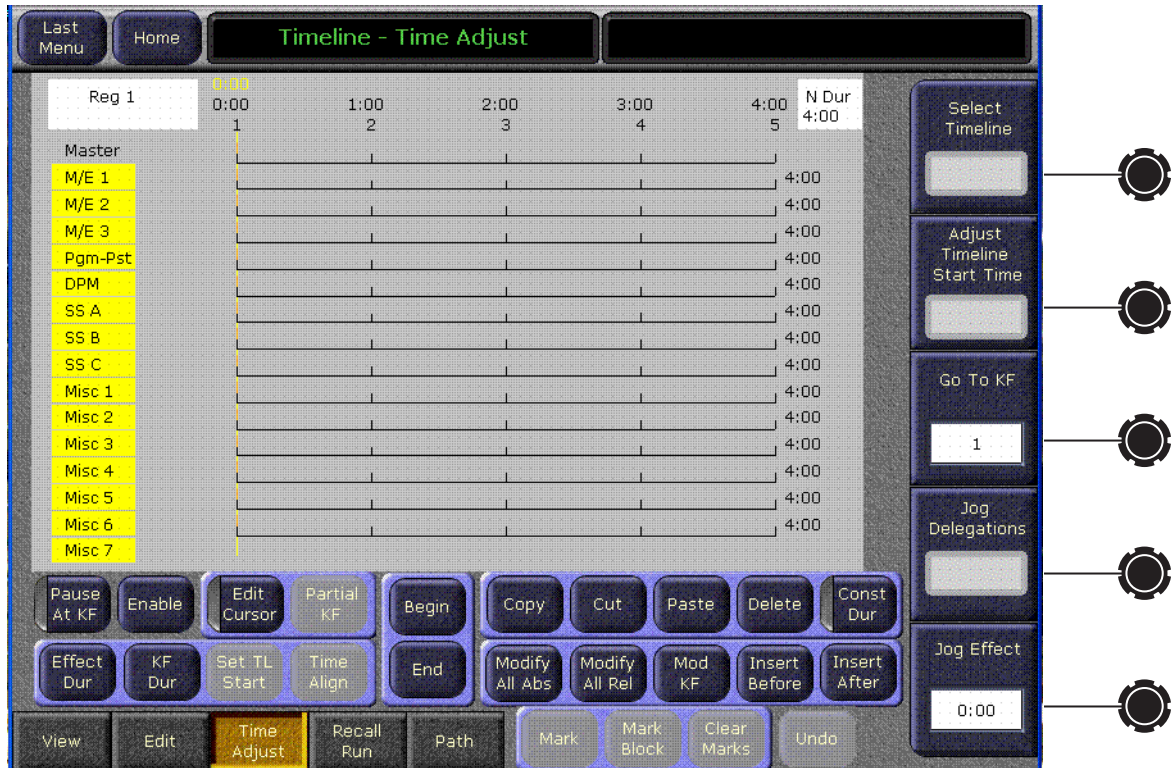 Last
Menu
Home
Timeline - Time Adjust
Reg 1
0:00
0:00 1:00 2:00 3:00 4:00
1 2 3 4 5
N Dur
4:00
Master
M/E 1 4:00
M/E 2 4:00
M/E 3 4:00
Pgm-Pst 4:00
DPM 4:00
SS A 4:00
SS B 4:00
SS C 4:00
Misc 1 4:00
Misc 2 4:00
Misc 3 4:00
Misc 4 4:00
Misc 5 4:00
Misc 6 4:00
Misc 7
Select
Timeline
Adjust
Timeline
Start Time
Go To KF
1
Jog
Delegations
Jog Effect
0:00
Pause
At KF
Enable
Edit
Cursor
Partial
KF
Begin
Copy
Cut
Paste
Delete
Const
Dur
Effect
Dur
KF
Dur
Set TL
Start
Time
Align
End
Modify
All Abs
Modify
All Rel
Mod
KF
Insert
Before
Insert
After
View
Edit
Time
Adjust
Recall
Run
Path
Mark
Mark
Block
Clear
Marks
Undo